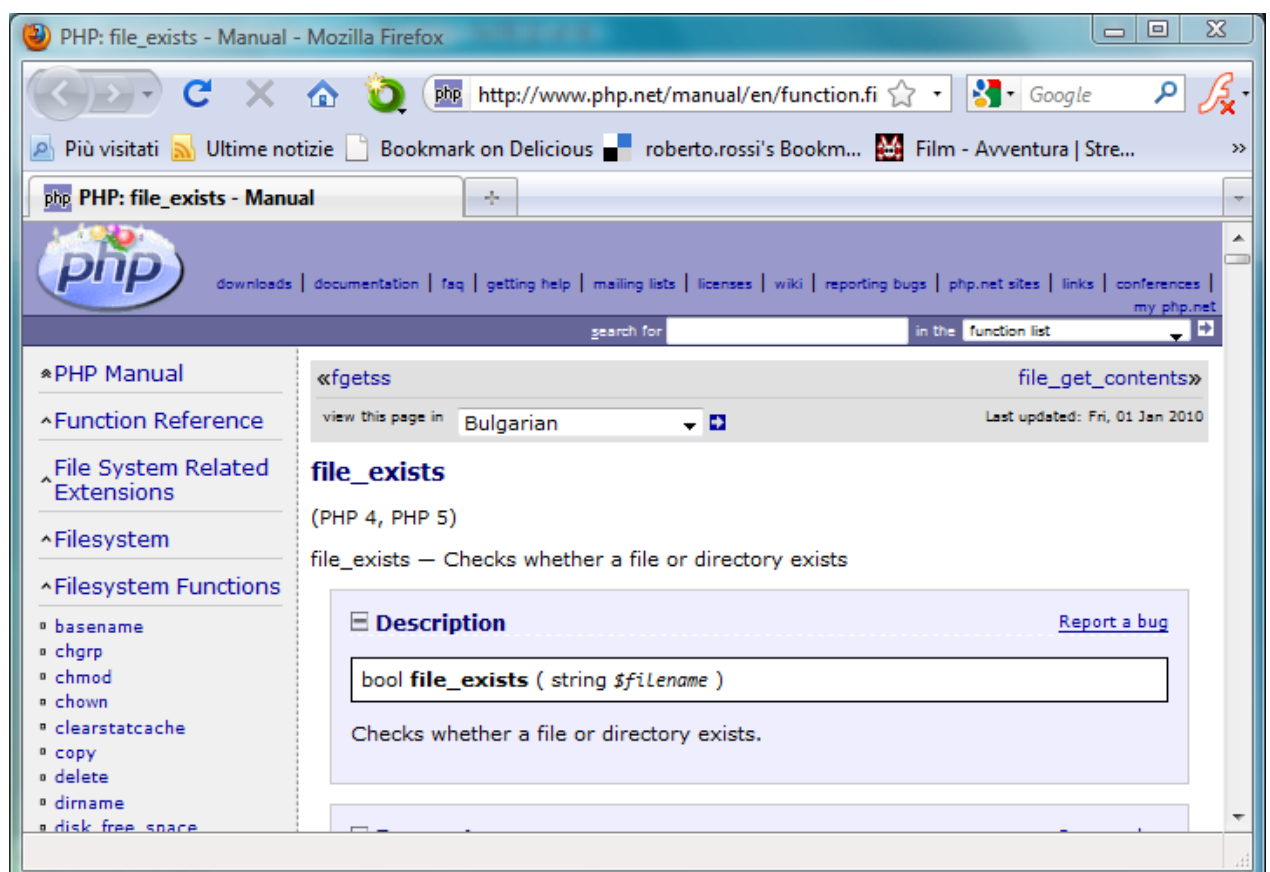 PHP: file_exists - Manual - Mozilla Firefox
php http://www.php.net/manual/en/function.fi Google
Più visitati Ultime notizie Bookmark on Delicious roberto.rossi's Bookm... Film - Avventura | Stre... »
php PHP: file_exists - Manual
php
downloads | documentation | faq | getting help | mailing lists | licenses | wiki | reporting bugs | php.net sites | links | conferences |
my php.net
search for in the function list
PHP Manual
Function Reference
File System Related
Extensions
Filesystem
Filesystem Functions
basename
chgrp
chmod
chown
clearstatcache
copy
delete
dirname
disk_free_space
«fgetss file_get_contents»
view this page in Bulgarian Last updated: Fri, 01 Jan 2010
file_exists
(PHP 4, PHP 5)
file_exists — Checks whether a file or directory exists
Description Report a bug
bool file_exists ( string $filename )
Checks whether a file or directory exists.